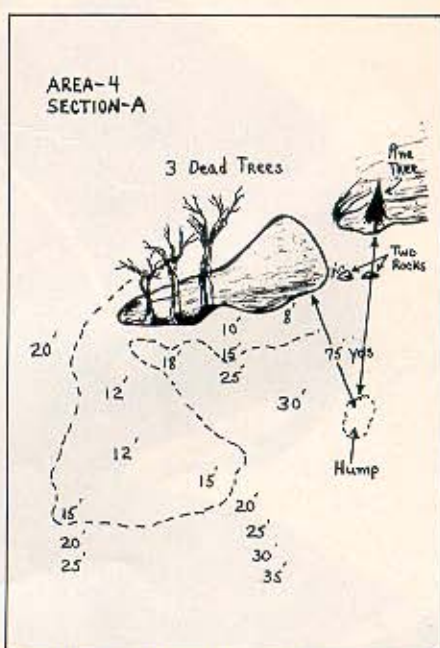 AREA-4
SECTION-A
Pine
Tree
3 Dead Trees
Two
Rocks
10'
8'
20'
15'
75 yds
18'
25'
12'
30'
12'
Hump
15'
15'
20'
20'
25'
25'
30'
35'